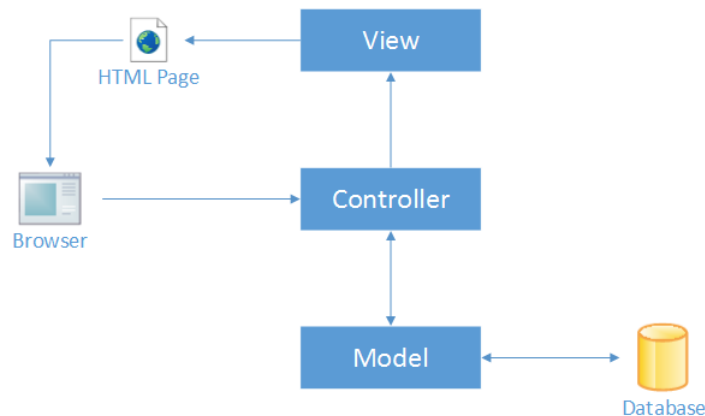 View
HTML Page
Controller
Browser
Model
Database